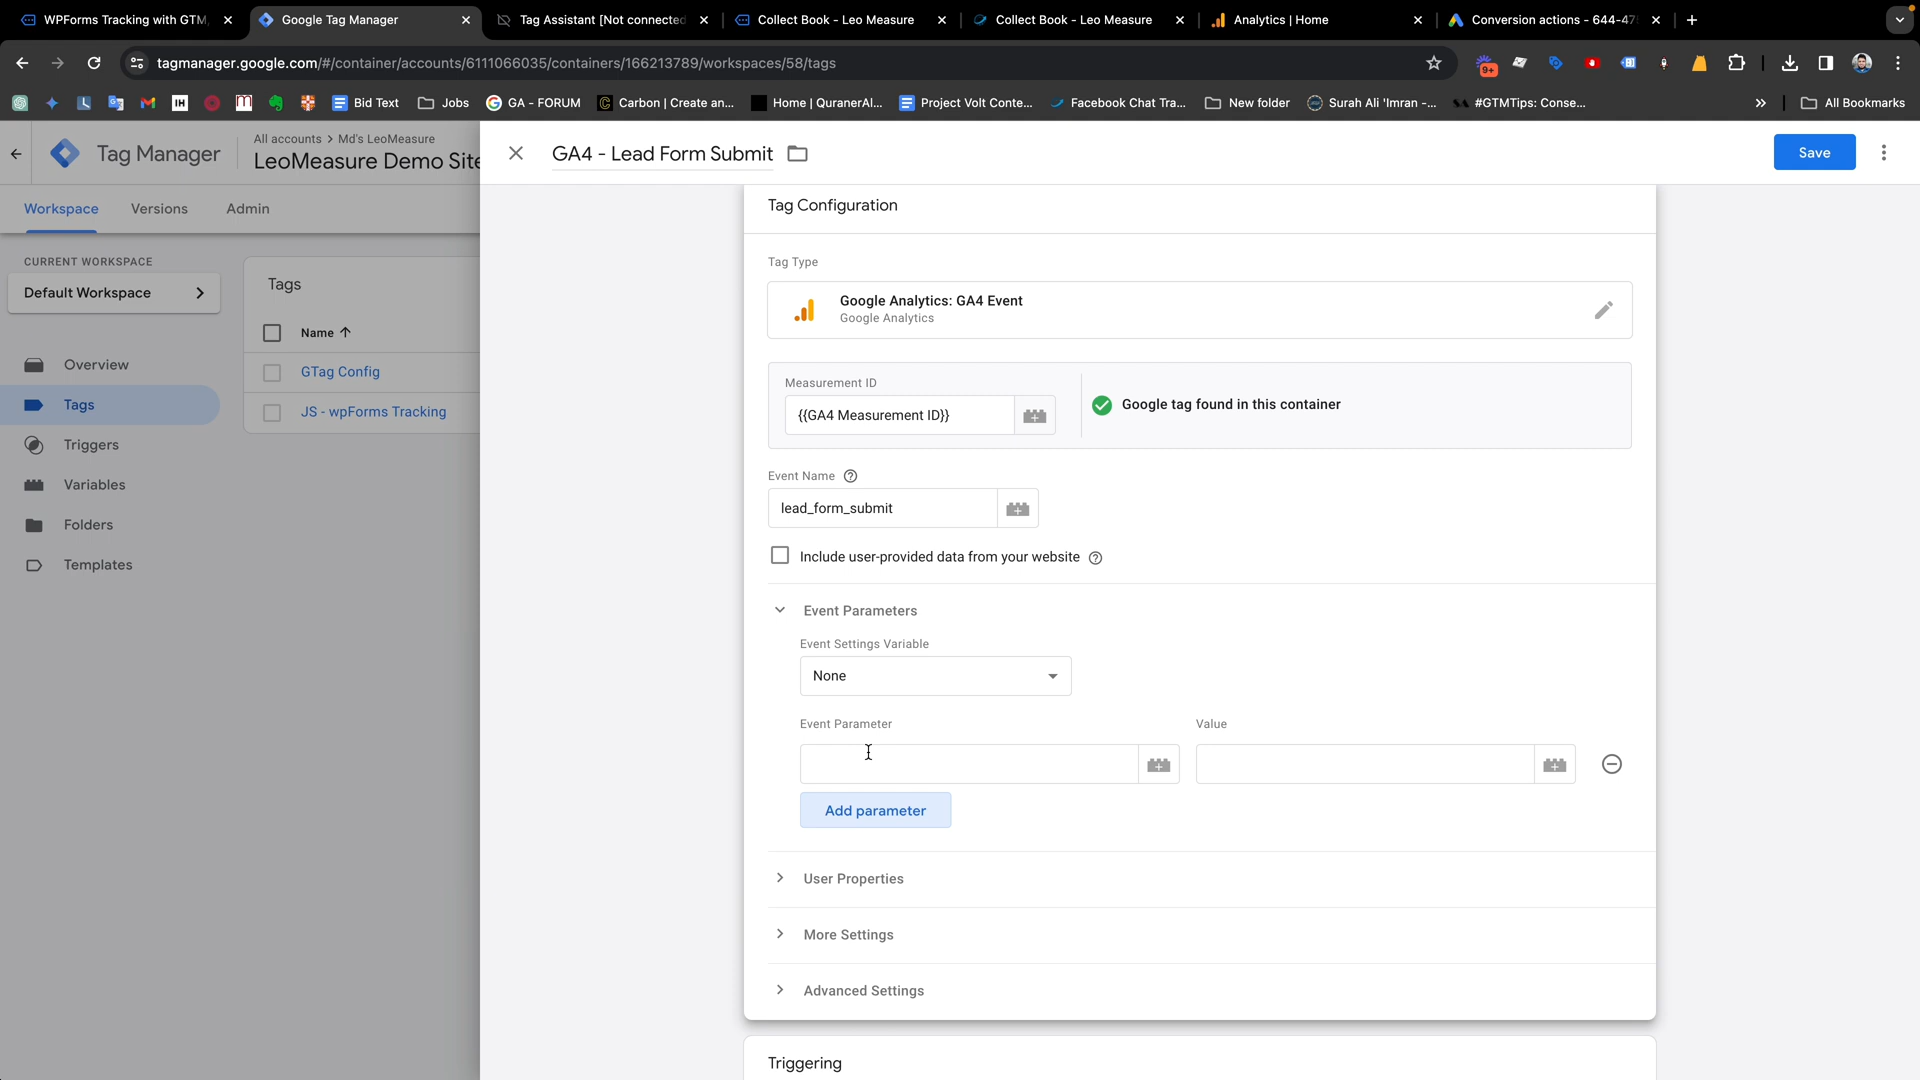 WPForms Tracking with GTM,
Google Tag Manager
Tag Assistant [Not connected
Collect Book - Leo Measure
Collect Book - Leo Measure
Analytics | Home
Conversion actions - 644-47
tagmanager.google.com/#/container/accounts/6111066035/containers/166213789/workspaces/58/tags
9+
Bid Text
Jobs
GA - FORUM
Carbon | Create an...
Home | QuranerAl...
Project Volt Conte...
Facebook Chat Tra...
New folder
Surah Ali 'Imran -...
#GTMTips: Conse...
All Bookmarks
Tag Manager
All accounts > Md's LeoMeasure
LeoMeasure Demo Site
GA4 - Lead Form Submit
Save
Workspace
Versions
Admin
CURRENT WORKSPACE
Default Workspace
Overview
Tags
Triggers
Variables
Folders
Templates
Tags
Name
GTag Config
JS - wpForms Tracking
Tag Configuration
Tag Type
Google Analytics: GA4 Event
Google Analytics
Measurement ID
{{GA4 Measurement ID}}
Google tag found in this container
Event Name
lead_form_submit
Include user-provided data from your website
Event Parameters
Event Settings Variable
None
Event Parameter
Value
Add parameter
User Properties
More Settings
Advanced Settings
Triggering